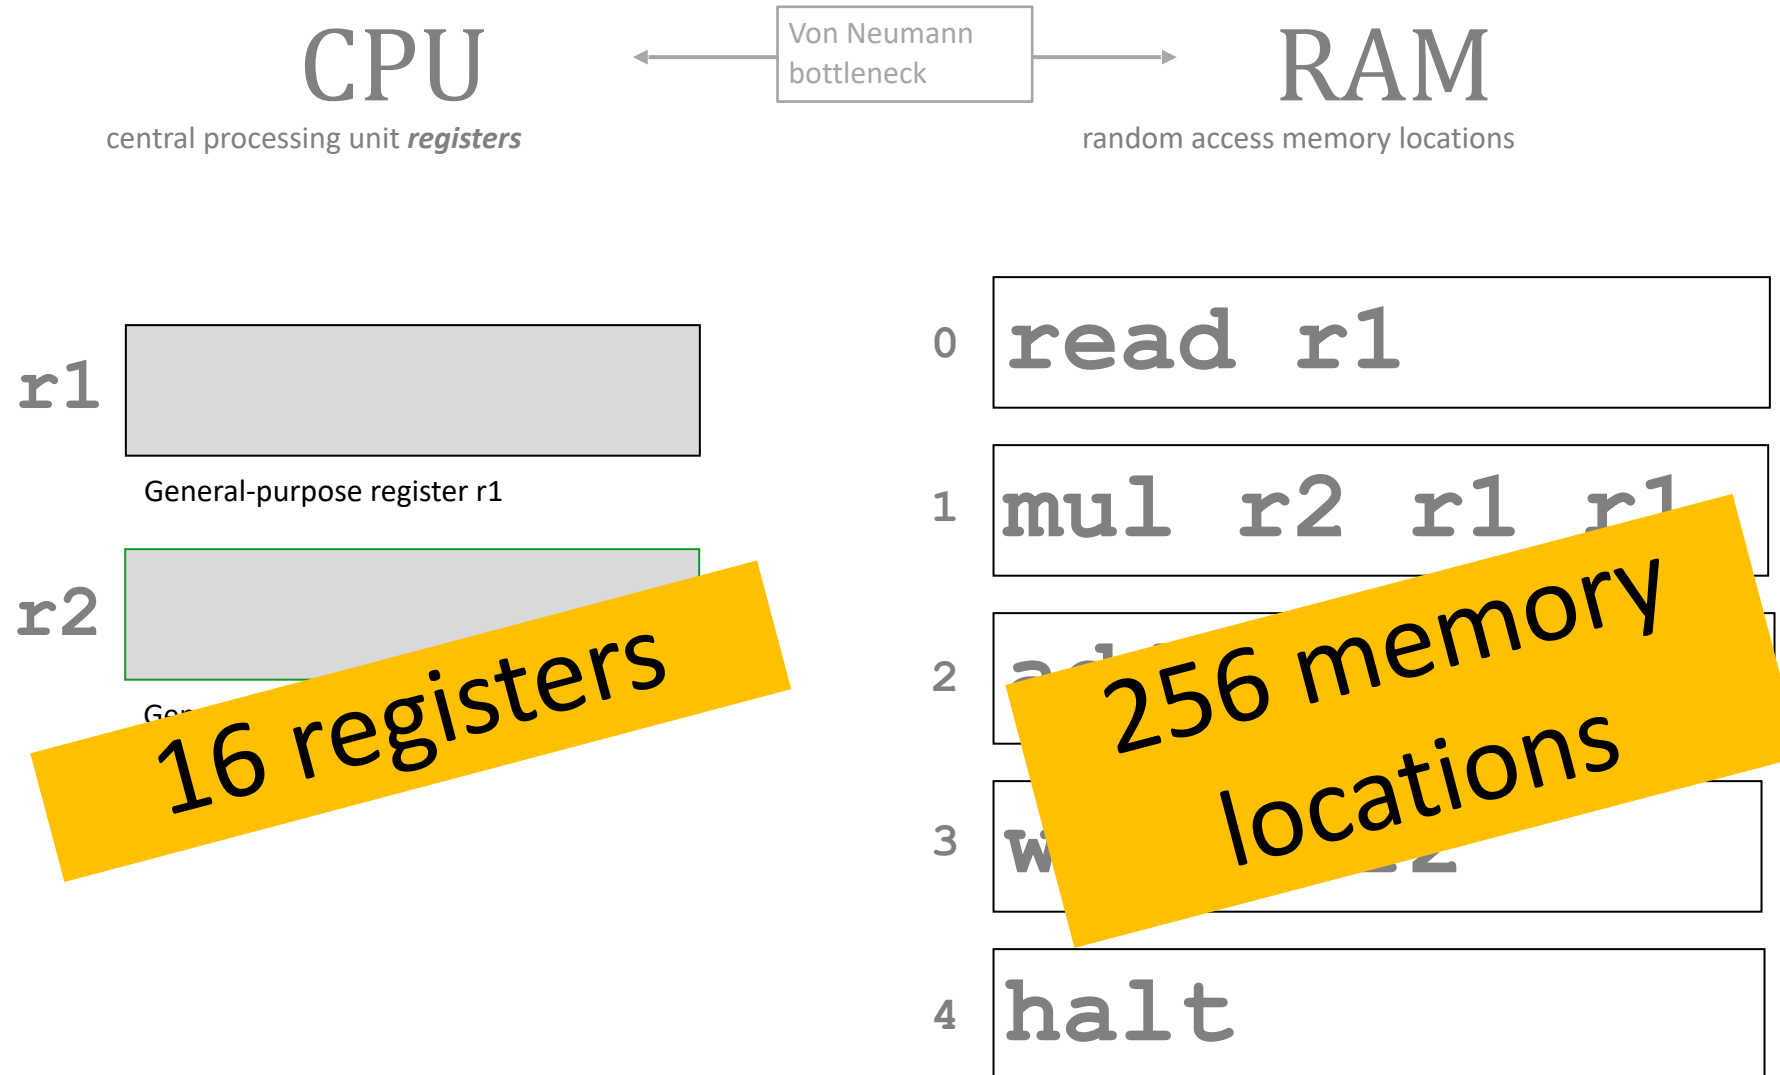 CPU
central processing unit registers
Von Neumann
bottleneck
RAM
random access memory locations
r1
General-purpose register r1
r2
16 registers
0 read r1
1 mul r2 r1 r1
2
256 memory
locations
3
4 halt